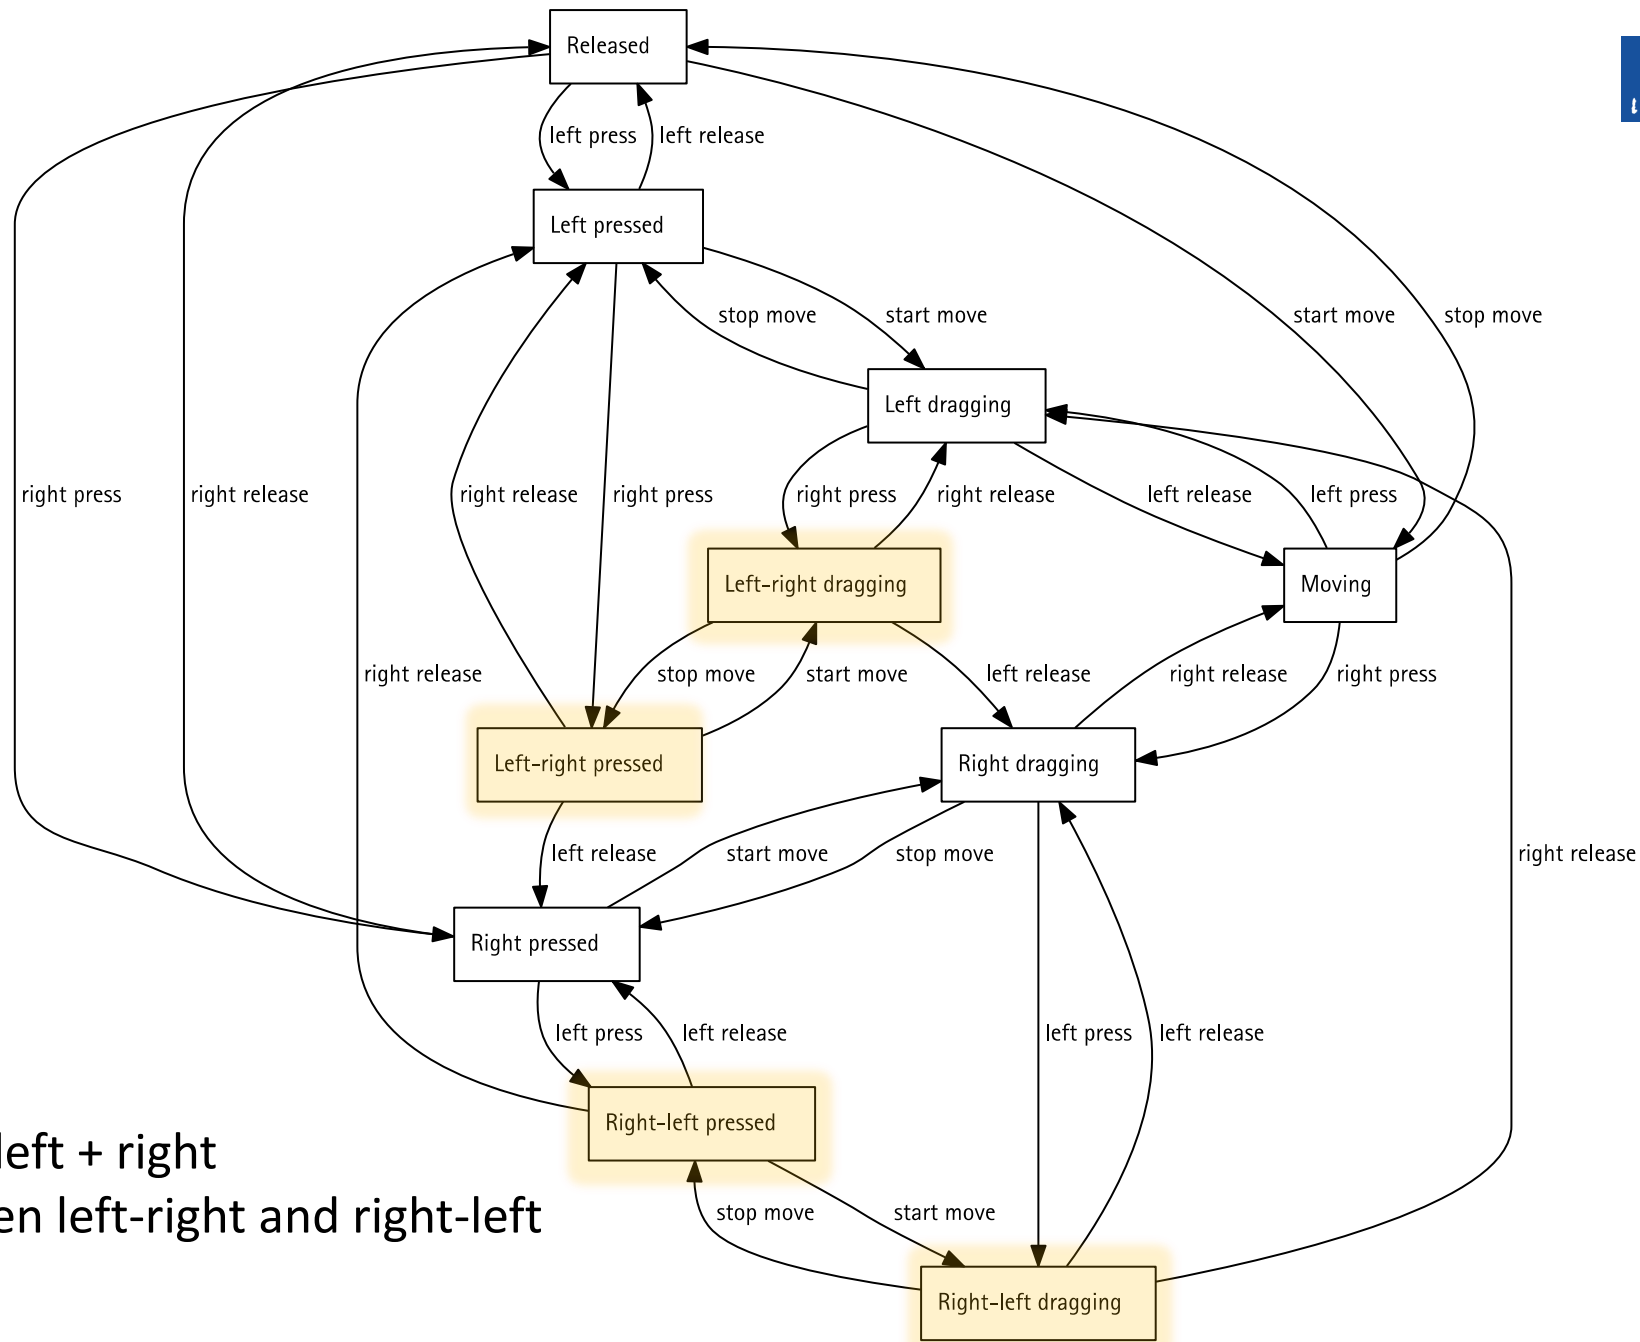 Released
left press
left release
Left pressed
stop move
start move
start move
stop move
Left dragging
right press
right release
right release
right press
right press
right release
left release
left press
Left-right dragging
Moving
right release
stop move
start move
left release
right release
right press
Left-right pressed
Right dragging
left release
start move
stop move
right release
Right pressed
left press
left release
left press
left release
Right-left pressed
left + right
stop move
start move
en left-right and right-left
Right-left dragging